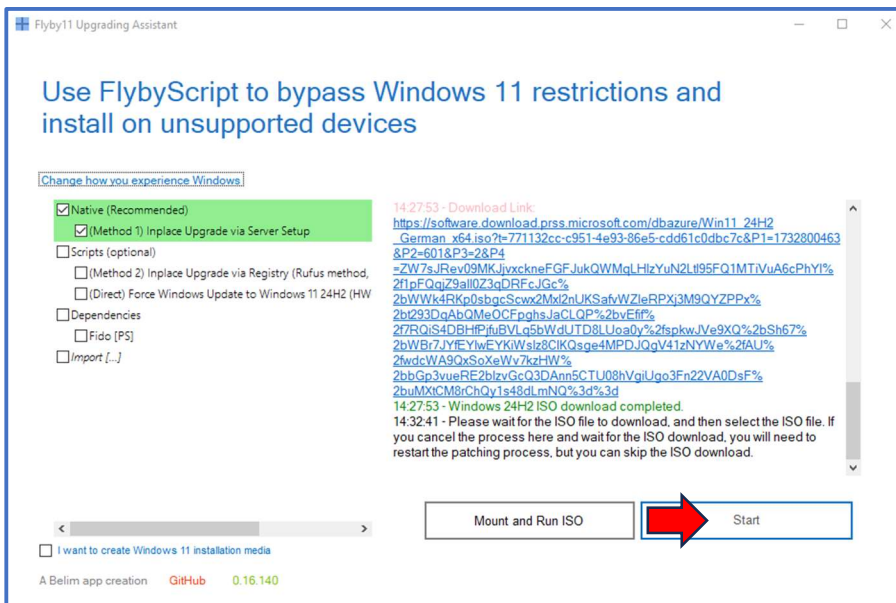 Flyby11 Upgrading Assistant
Use FlybyScript to bypass Windows 11 restrictions and
install on unsupported devices
Change how you experience Windows
Native (Recommended)
(Method 1) Inplace Upgrade via Server Setup
Scripts (optional)
(Method 2) Inplace Upgrade via Registry (Rufus method,
(Direct) Force Windows Update to Windows 11 24H2 (HW
Dependencies
Fido [PS]
Import [...]
14:27:53 - Download Link:
https://software.download.prss.microsoft.com/dbazure/Win11_24H2
_German_x64.iso?t=771132cc-c951-4e93-86e5-cdd61c0dbc7c&P1=1732800463
&P2=601&P3=2&P4
=ZW7sJRev09MKJjvxckneFGFJukQWMqLHIzYuN2LtI95FQ1MTiVuA6cPhYI%
2f1pFQqjZ9aII0Z3qDRFcJGc%
2bWWk4RKp0sbgcScwx2MxI2nUKSafvWZIeRPXj3M9QYZPPx%
2bt293DqAbQMeOCFpghsJaCLQP%2bvEfif%
2f7RQiS4DBHfPjfuBVLq5bWdUTD8LUoa0y%2fspkwJVe9XQ%2bSh67%
2bWBr7JYfEYIwEYKiWsIz8CIKQsge4MPDJQgV41zNYWe%2fAU%
2fwdcWA9QxSoXeWv7kzHW%
2bbGp3vueRE2bIzvGcQ3DAnn5CTU08hVgiUgo3Fn22VA0DsF%
2buMXtCM8rChQy1s48dLmNQ%3d%3d
14:27:53 - Windows 24H2 ISO download completed.
14:32:41 - Please wait for the ISO file to download, and then select the ISO file. If
you cancel the process here and wait for the ISO download, you will need to
restart the patching process, but you can skip the ISO download.
Mount and Run ISO
Start
I want to create Windows 11 installation media
A Belim app creation GitHub 0.16.140